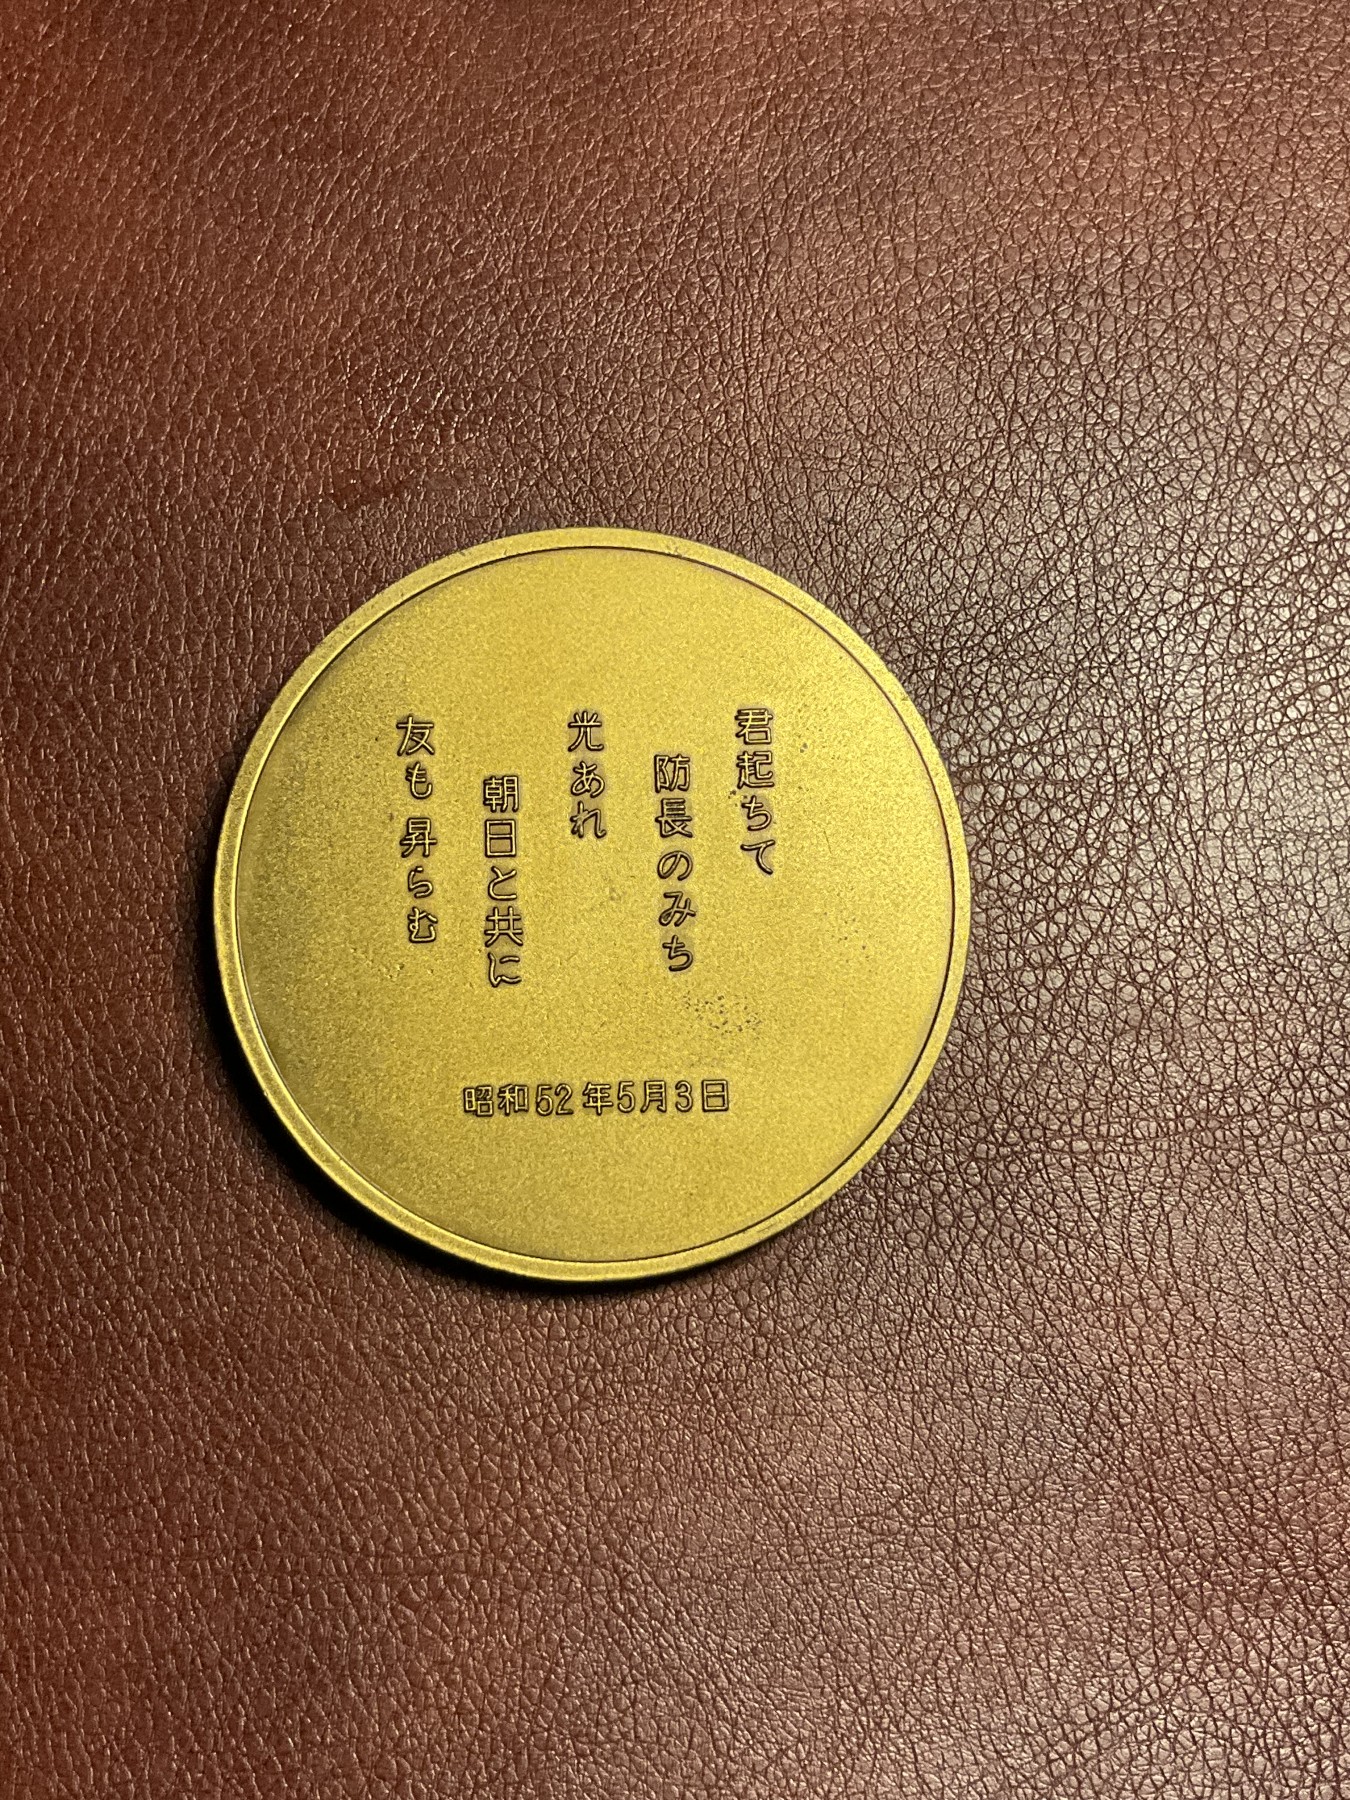 君起ちて
防長のみち
光あれ
朝日と共に
友も昇らむ
昭和52年5月3日